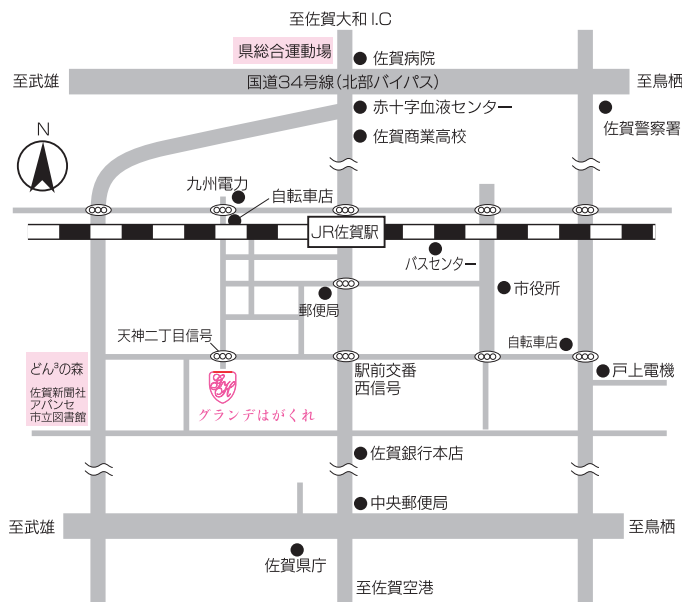 至佐賀大和 I.C
県総合運動場
佐賀病院
至武雄
国道34号線(北部バイパス)
至鳥栖
赤十字血液センター
佐賀警察署
佐賀商業高校
N
九州電力
自転車店
JR佐賀駅
バスセンター
市役所
郵便局
天神二丁目信号
自転車店
どん³の森
佐賀新聞社
アバンセ
市立図書館
駅前交番
西信号
戸上電機
GH
グランデはがくれ
佐賀銀行本店
中央郵便局
至武雄
至鳥栖
佐賀県庁
至佐賀空港